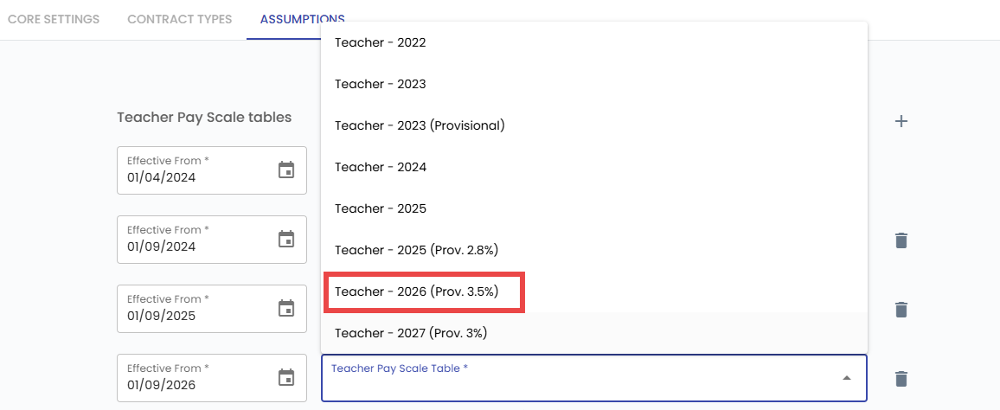 CORE SETTINGS CONTRACT TYPES ASSUMPTIONS
Teacher - 2022
Teacher - 2023
Teacher Pay Scale tables
Teacher - 2023 (Provisional)
Effective From *
01/04/2024
Teacher - 2024
Teacher - 2025
Effective From *
01/09/2024
Teacher - 2025 (Prov. 2.8%)
Teacher - 2026 (Prov. 3.5%)
Effective From *
01/09/2025
Teacher - 2027 (Prov. 3%)
Effective From *
01/09/2026
Teacher Pay Scale Table *